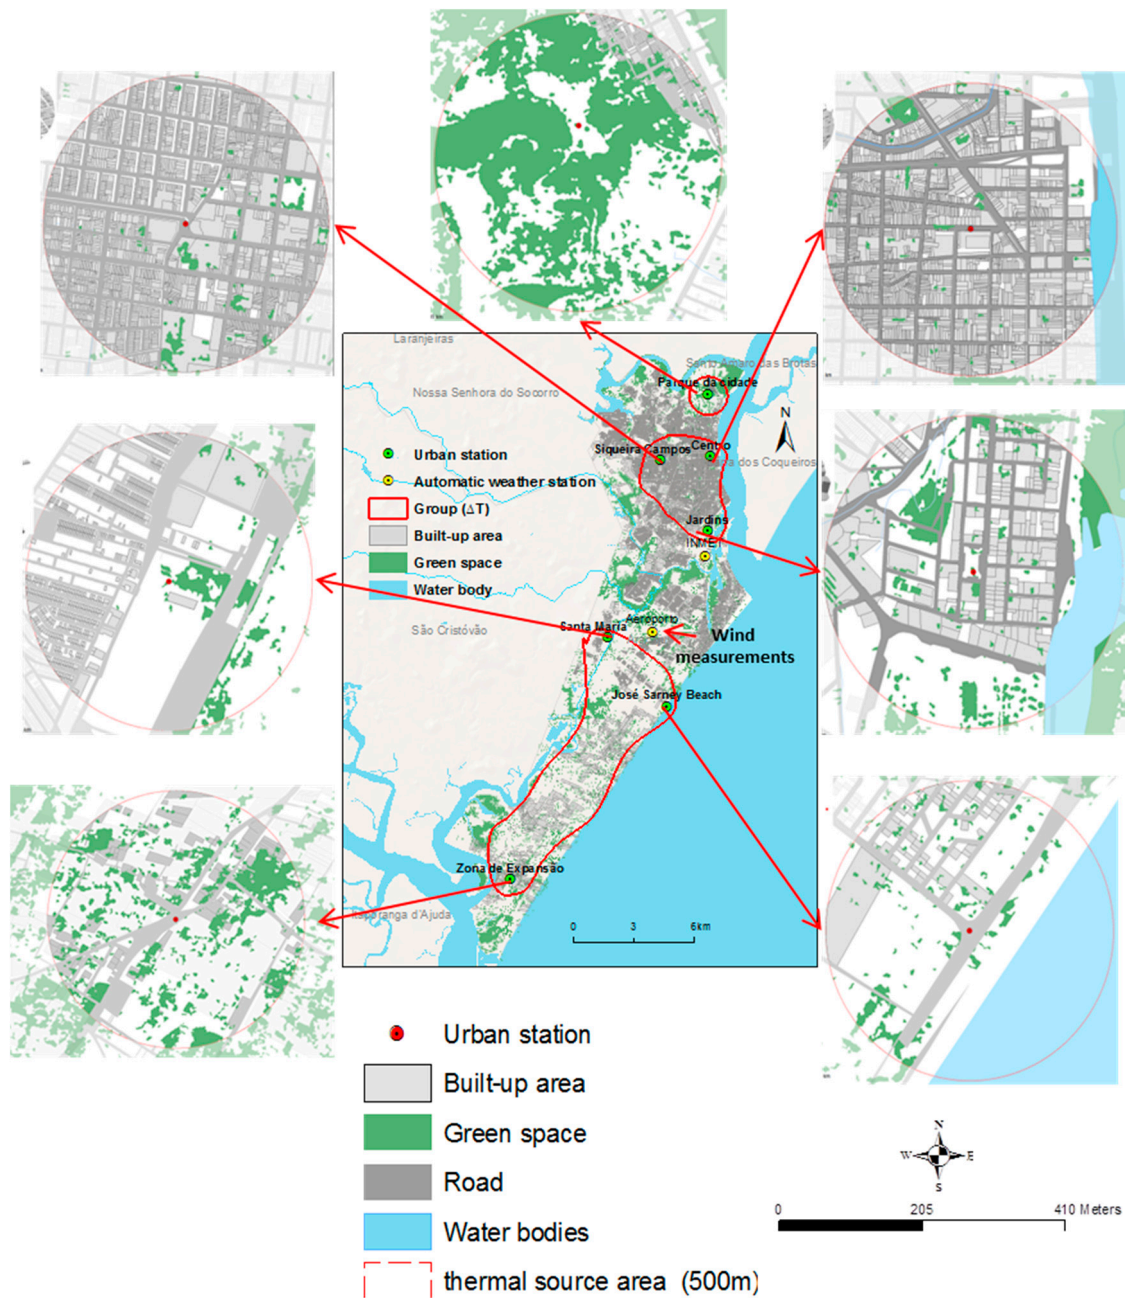 Laranjeiras
Santo Amaro das Brotas
Parque da cidade
Nossa Senhora do Socorro
N
Siqueira Campos
Centro
dos Coqueiros
Urban station
Automatic weather station
Group (ΔT)
Built-up area
Green space
Water body
Jardins
INMET
São Cristóvão
Santa Maria
Aeroporto
Wind
measurements
José Sarney Beach
Zona de Expansão
Itaporanga d'Ajuda
0 3 6km
Urban station
Built-up area
Green space
Road
Water bodies
thermal source area (500m)
N
W E
S
0 205 410 Meters